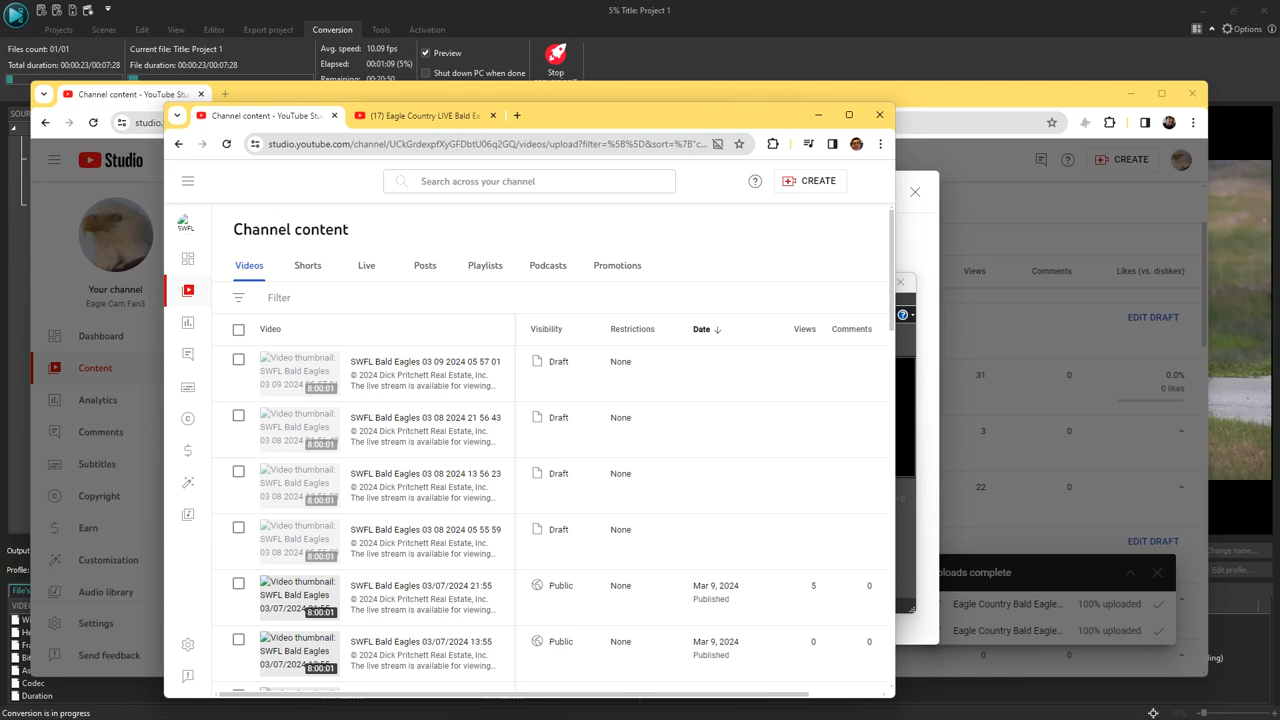 5% Title: Project 1
Projects
Scenes
Edit
View
Editor
Export project
Conversion
Tools
Activation
Options
Files count: 01/01
Total duration: 00:00:23/00:07:28
Current file: Title: Project 1
File duration: 00:00:23/00:07:28
Avg. speed: 10.09 fps
Elapsed: 00:01:09 (5%)
Remaining: 00:20:50
Preview
Shut down PC when done
Stop
Channel content - YouTube Stu
studio.
Studio
CREATE
Your channel
Eagle Cam Fan3
Dashboard
Content
Analytics
Comments
Subtitles
Copyright
Earn
Customization
Audio library
Settings
Send feedback
Channel content - YouTube Stu
(17) Eagle Country LIVE Bald Ea
studio.youtube.com/channel/UCkGrdexpfXyGFDbtU06q2GQ/videos/upload?filter=%5B%5D&sort=%7B"c...
Search across your channel
CREATE
SWFL
Channel content
Videos
Shorts
Live
Posts
Playlists
Podcasts
Promotions
Filter
Video
Visibility
Restrictions
Date
Views
Comments
Video thumbnail:
SWFL Bald Eagles
03 09 2024 05 57 01
8:00:01
SWFL Bald Eagles 03 09 2024 05 57 01
© 2024 Dick Pritchett Real Estate, Inc.
The live stream is available for viewing...
Draft
None
Video thumbnail:
SWFL Bald Eagles
8:00:01
SWFL Bald Eagles 03 08 2024 21 56 43
© 2024 Dick Pritchett Real Estate, Inc.
The live stream is available for viewing...
Draft
None
Video thumbnail:
SWFL Bald Eagles
8:00:01
SWFL Bald Eagles 03 08 2024 13 56 23
© 2024 Dick Pritchett Real Estate, Inc.
The live stream is available for viewing...
Draft
None
Video thumbnail:
SWFL Bald Eagles
8:00:01
SWFL Bald Eagles 03 08 2024 05 55 59
© 2024 Dick Pritchett Real Estate, Inc.
The live stream is available for viewing...
Draft
None
Video thumbnail:
SWFL Bald Eagles
03/07/2024 21:55
8:00:01
SWFL Bald Eagles 03/07/2024 21:55
© 2024 Dick Pritchett Real Estate, Inc.
The live stream is available for viewing...
Public
None
Mar 9, 2024
Published
5
0
Video thumbnail:
SWFL Bald Eagles
03/07/2024 13:55
8:00:01
SWFL Bald Eagles 03/07/2024 13:55
© 2024 Dick Pritchett Real Estate, Inc.
The live stream is available for viewing...
Public
None
Mar 9, 2024
Published
0
0
Views
Comments
Likes (vs. dislikes)
EDIT DRAFT
31
0
0.0%
0 likes
3
0
–
22
0
–
EDIT DRAFT
ploads complete
Eagle Country Bald Eagle...
100% uploaded
Eagle Country Bald Eagle...
100% uploaded
0
–
SOUR
Output
Profile:
File's
VIDEO
Codec
Duration
Change name...
Edit profile...
Conversion is in progress